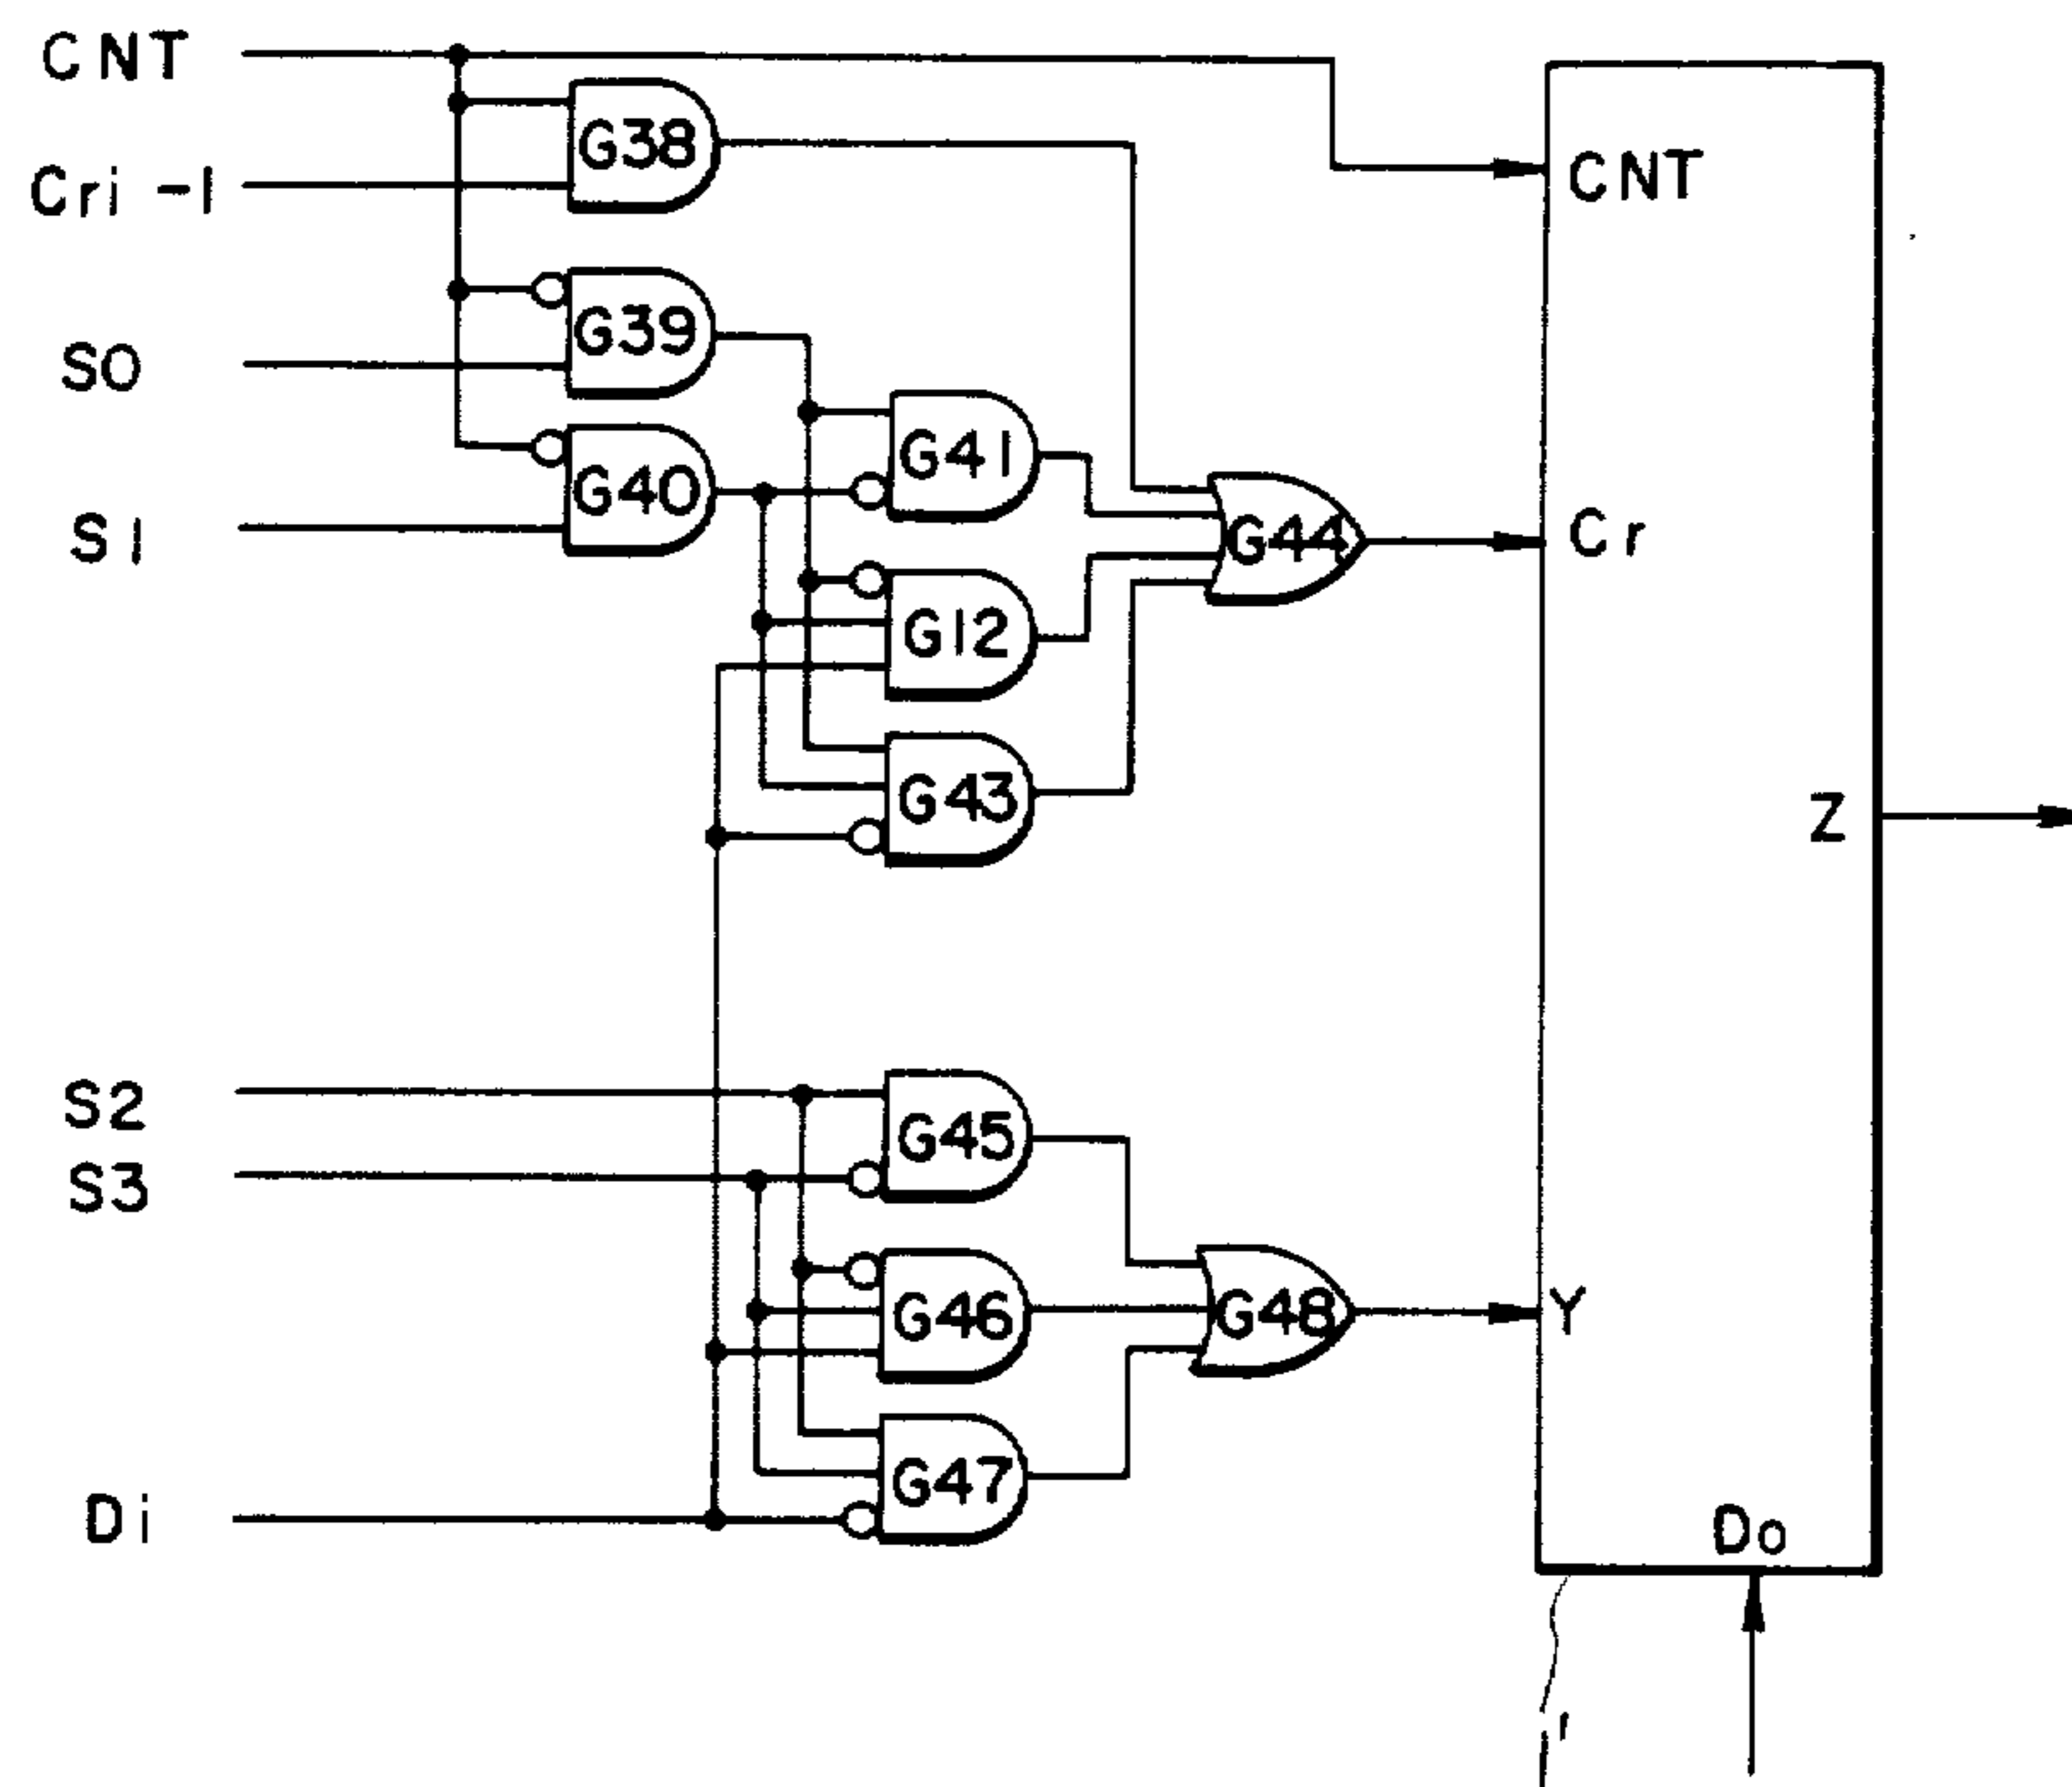 CNT
Cri -1
S0
S1
S2
S3
Di
G38
G39
G40
G41
G12
G43
G44
G45
G46
G47
G48
CNT
Cr
Z
Y
Do